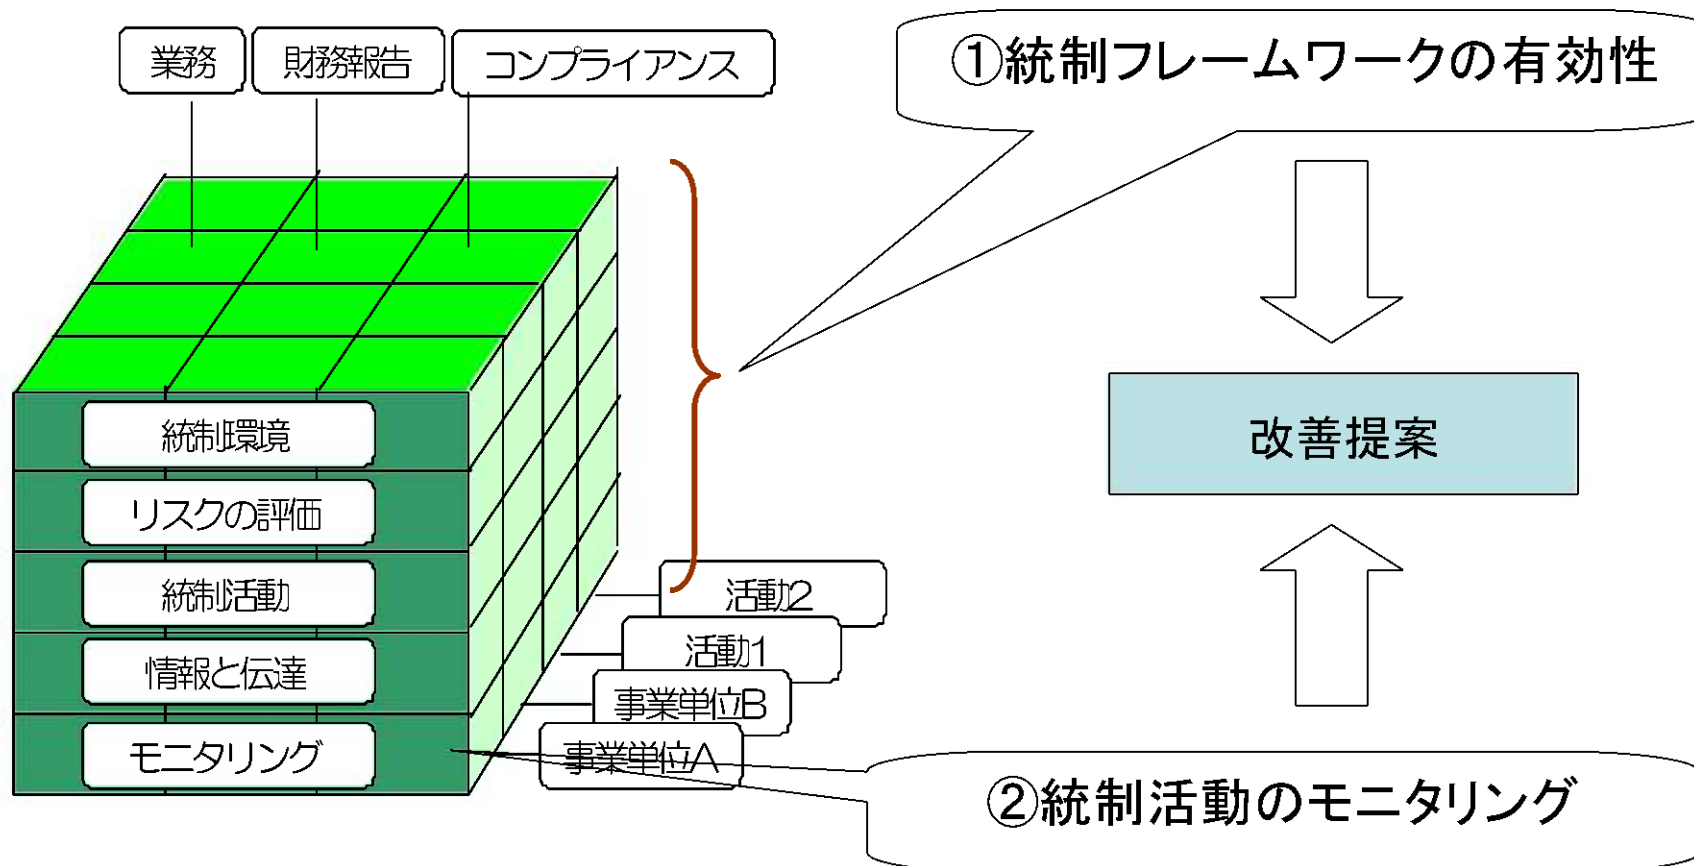 業務
財務報告
コンプライアンス
①統制フレームワークの有効性
統制環境
リスクの評価
統制活動
情報と伝達
モニタリング
活動2
活動1
事業単位B
事業単位A
改善提案
②統制活動のモニタリング